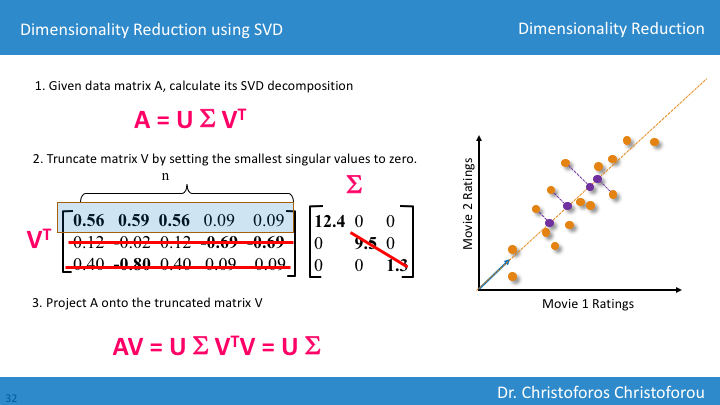 Dimensionality Reduction using SVD
Dimensionality Reduction
1. Given data matrix A, calculate its SVD decomposition
A = U Σ Vᵀ
2. Truncate matrix V by setting the smallest singular values to zero.
n
Σ
Vᵀ
0.56 0.59 0.56 0.09 0.09
0.12 -0.02 0.12 -0.69 -0.69
0.40 -0.80 0.40 0.09 0.09
12.4 0 0
0 9.5 0
0 0 1.3
3. Project A onto the truncated matrix V
AV = U Σ VᵀV = U Σ
Movie 2 Ratings
Movie 1 Ratings
32
Dr. Christoforos Christoforou